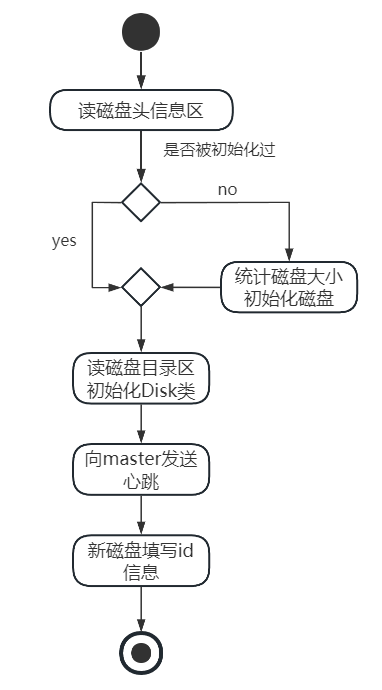 读磁盘头信息区
是否被初始化过
no
yes
统计磁盘大小
初始化磁盘
读磁盘目录区
初始化Disk类
向master发送
心跳
新磁盘填写id
信息